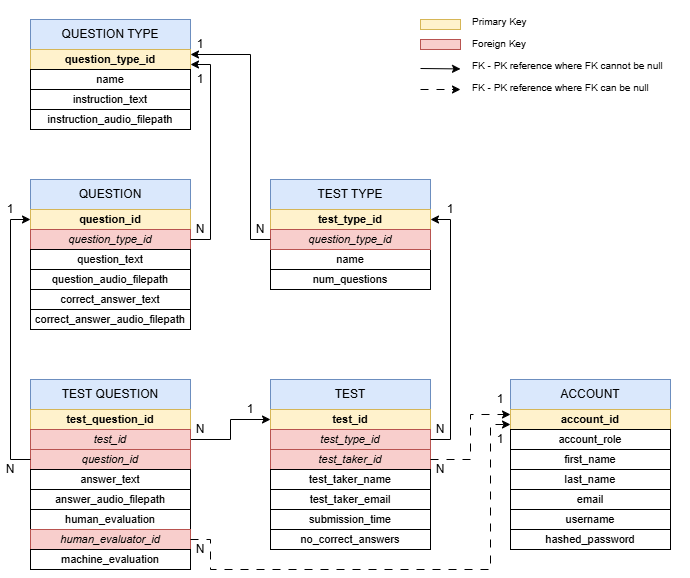 QUESTION TYPE
question_type_id
name
instruction_text
instruction_audio_filepath
1
1
Primary Key
Foreign Key
FK - PK reference where FK cannot be null
FK - PK reference where FK can be null
QUESTION
1
question_id
question_type_id
N
question_text
question_audio_filepath
correct_answer_text
correct_answer_audio_filepath
TEST TYPE
test_type_id
1
question_type_id
N
name
num_questions
TEST QUESTION
test_question_id
test_id
N
question_id
N
answer_text
answer_audio_filepath
human_evaluation
human_evaluator_id
N
machine_evaluation
TEST
1
test_id
test_type_id
N
test_taker_id
N
test_taker_name
test_taker_email
submission_time
no_correct_answers
ACCOUNT
1
account_id
1
account_role
first_name
last_name
email
username
hashed_password